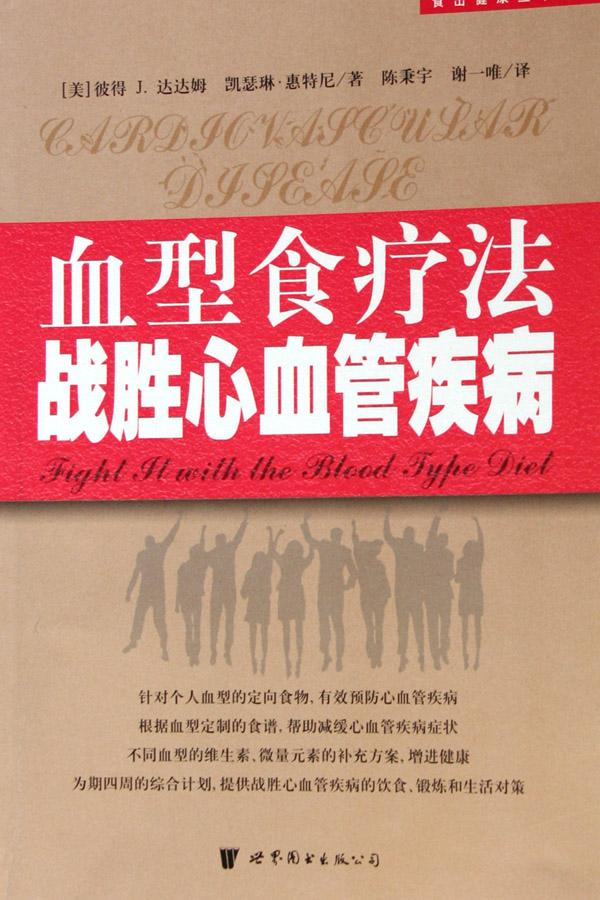 [美]彼得 J. 达达姆 凯瑟琳·惠特尼/著 陈秉宇 谢一唯/译
CARDIOVASCULAR
DISEASE
血型食疗法
战胜心血管疾病
Fight It with the Blood Type Diet
针对个人血型的定向食物,有效预防心血管疾病
根据血型定制的食谱,帮助减缓心血管疾病症状
不同血型的维生素、微量元素的补充方案,增进健康
为期四周的综合计划,提供战胜心血管疾病的饮食、锻炼和生活对策
世界图书出版公司